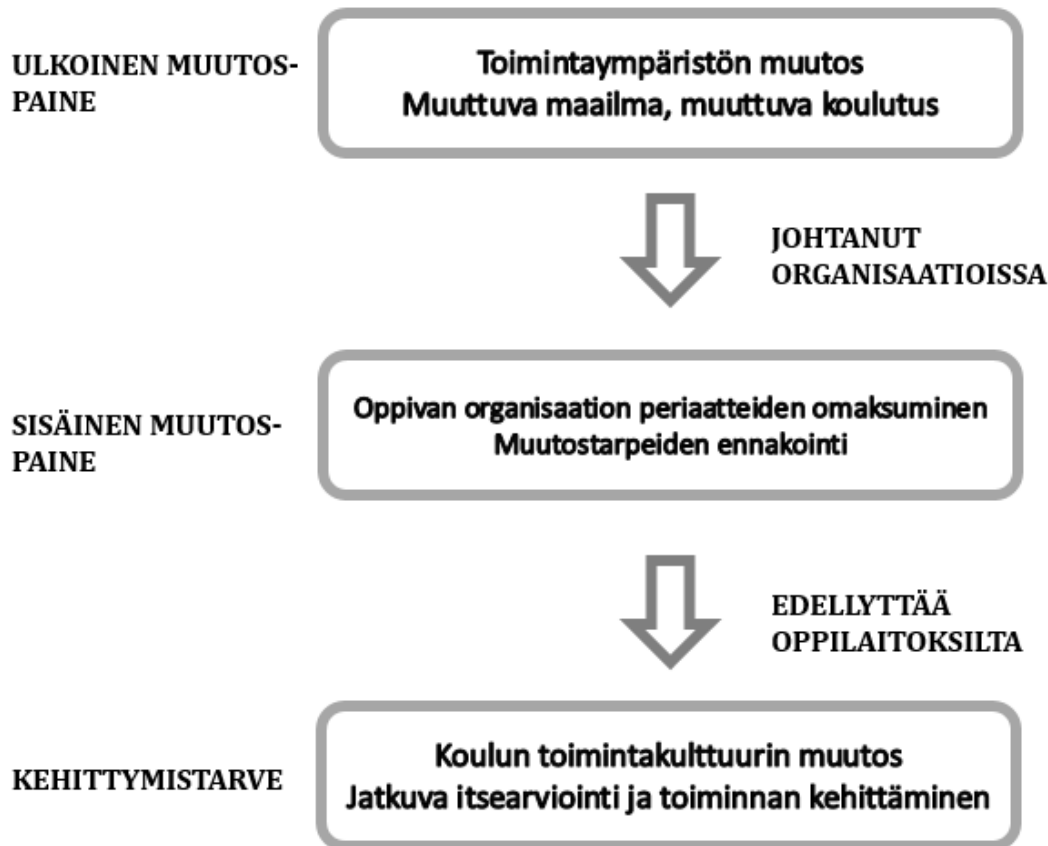 ULKOINEN MUUTOS-
PAINE
Toimintaympäristön muutos
Muuttuva maailma, muuttuva koulutus
JOHTANUT
ORGANISAATIOISSA
SISÄINEN MUUTOS-
PAINE
Oppivan organisaation periaatteiden omaksuminen
Muutostarpeiden ennakointi
EDELLYTTÄÄ
OPPILAITOKSILTA
KEHITTYMISTARVE
Koulun toimintakulttuurin muutos
Jatkuva itsearviointi ja toiminnan kehittäminen